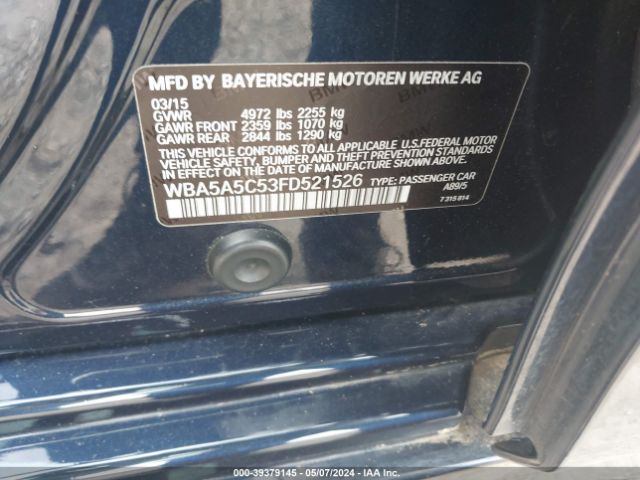 MFD BY BAYERISCHE MOTOREN WERKE AG
03/15
GVWR 4972 lbs 2255 kg
GAWR FRONT 2359 lbs 1070 kg
GAWR REAR 2844 lbs 1290 kg
THIS VEHICLE CONFORMS TO ALL APPLICABLE U.S.FEDERAL MOTOR
VEHICLE SAFETY, BUMPER AND THEFT PREVENTION STANDARDS
IN EFFECT ON THE DATE OF MANUFACTURE SHOWN ABOVE.
WBA5A5C53FD521526 TYPE: PASSENGER CAR
A89/5
7 315 814
000-39379145 - 05/07/2024 - IAA Inc.